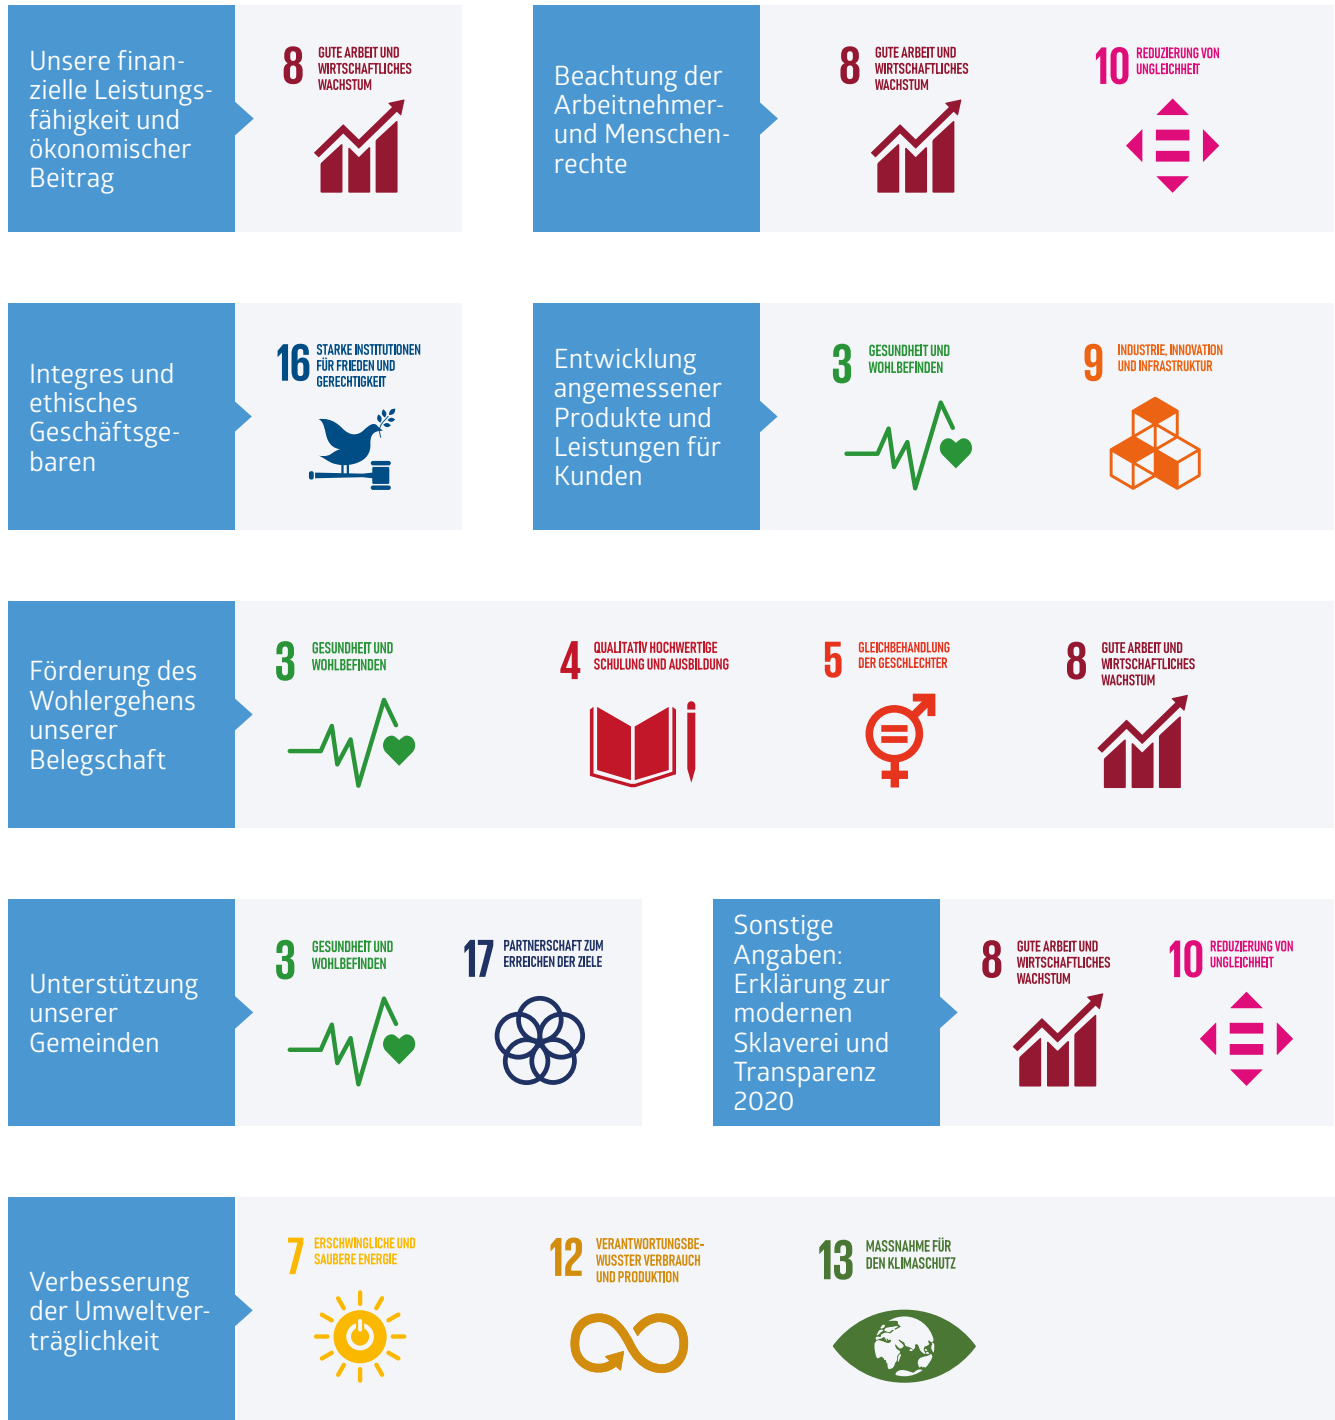 Unsere finan-
zielle Leistungs-
fähigkeit und
ökonomischer
Beitrag
8
GUTE ARBEIT UND
WIRTSCHAFTLICHES
WACHSTUM
Beachtung der
Arbeitnehmer-
und Menschen-
rechte
8
GUTE ARBEIT UND
WIRTSCHAFTLICHES
WACHSTUM
10
REDUZIERUNG VON
UNGLEICHHEIT
Integres und
ethisches
Geschäftsge-
baren
16
STARKE INSTITUTIONEN
FÜR FRIEDEN UND
GERECHTIGKEIT
Entwicklung
angemessener
Produkte und
Leistungen für
Kunden
3
GESUNDHEIT UND
WOHLBEFINDEN
9
INDUSTRIE, INNOVATION
UND INFRASTRUKTUR
Förderung des
Wohlergehens
unserer
Belegschaft
3
GESUNDHEIT UND
WOHLBEFINDEN
4
QUALITATIV HOCHWERTIGE
SCHULUNG UND AUSBILDUNG
5
GLEICHBEHANDLUNG
DER GESCHLECHTER
8
GUTE ARBEIT UND
WIRTSCHAFTLICHES
WACHSTUM
Unterstützung
unserer
Gemeinden
3
GESUNDHEIT UND
WOHLBEFINDEN
17
PARTNERSCHAFT ZUM
ERREICHEN DER ZIELE
Sonstige
Angaben:
Erklärung zur
modernen
Sklaverei und
Transparenz
2020
8
GUTE ARBEIT UND
WIRTSCHAFTLICHES
WACHSTUM
10
REDUZIERUNG VON
UNGLEICHHEIT
Verbesserung
der Umweltver-
träglichkeit
7
ERSCHWINGLICHE UND
SAUBERE ENERGIE
12
VERANTWORTUNGSBE-
WUSSTER VERBRAUCH
UND PRODUKTION
13
MASSNAHME FÜR
DEN KLIMASCHUTZ